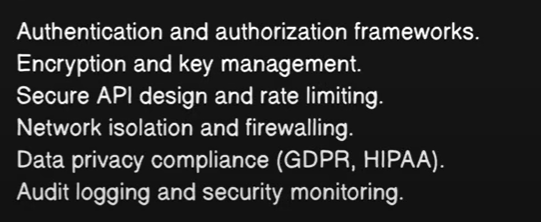 Authentication and authorization frameworks.
Encryption and key management.
Secure API design and rate limiting.
Network isolation and firewalling.
Data privacy compliance (GDPR, HIPAA).
Audit logging and security monitoring.